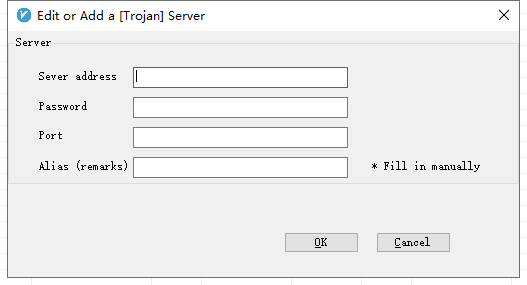 Edit or Add a [Trojan] Server
Server
Sever address
Password
Port
Alias (remarks)
* Fill in manually
OK
Cancel